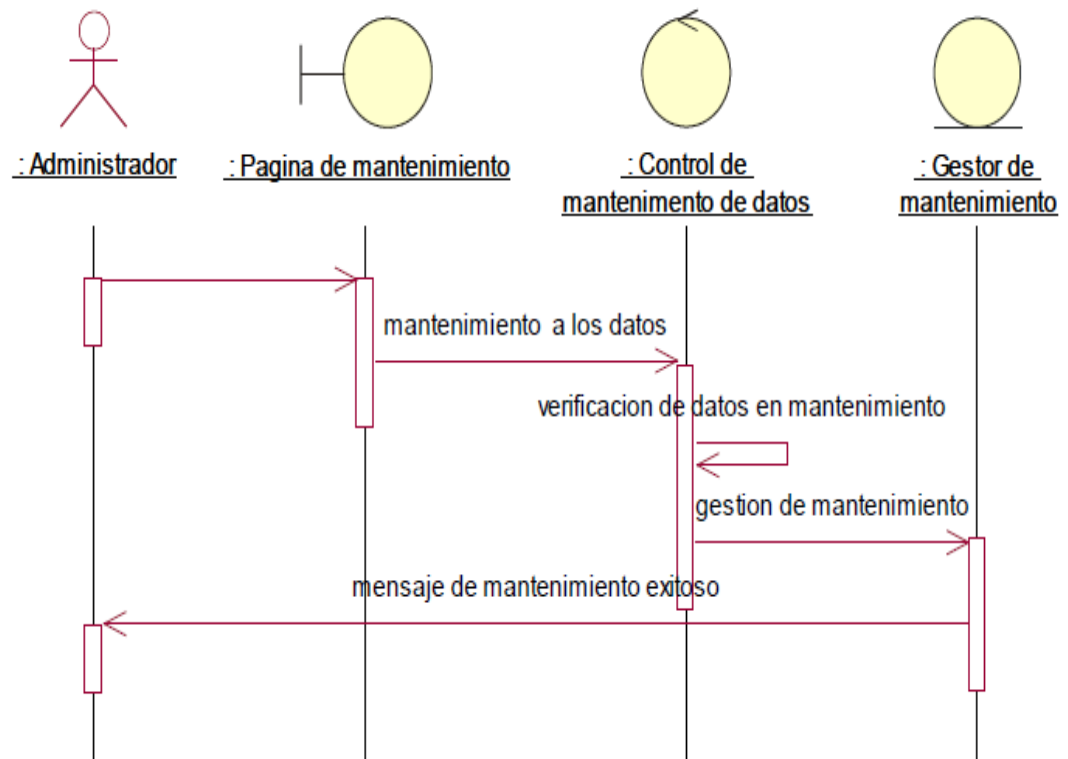 : Administrador
: Pagina de mantenimiento
: Control de
mantenimento de datos
: Gestor de
mantenimiento
mantenimiento a los datos
verificacion de datos en mantenimiento
gestion de mantenimiento
mensaje de mantenimiento exitoso